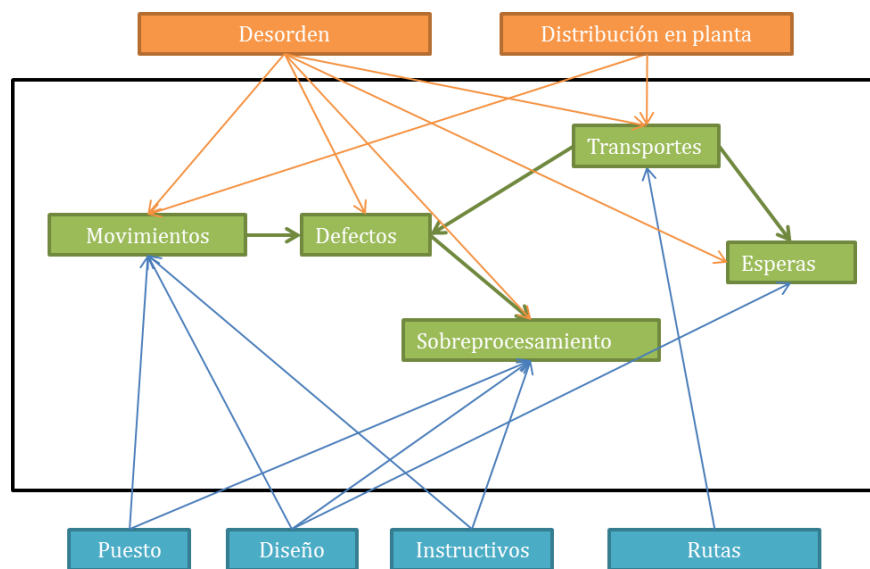 Desorden
Distribución en planta
Transportes
Movimientos
Defectos
Esperas
Sobreprocesamiento
Puesto
Diseño
Instructivos
Rutas